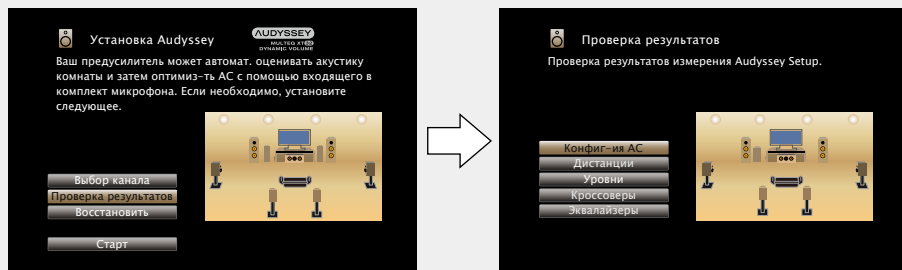 Установка Audyssey
AUDYSSEY
MULTEQ XT32
DYNAMIC VOLUME
Ваш предусилитель может автомат. оценивать акустику
комнаты и затем оптимиз-ть АС с помощью входящего в
комплект микрофона. Если необходимо, установите
следующее.
Выбор канала
Проверка результатов
Восстановить
Старт
Проверка результатов
Проверка результатов измерения Audyssey Setup.
Конфиг-ия АС
Дистанции
Уровни
Кроссоверы
Эквалайзеры